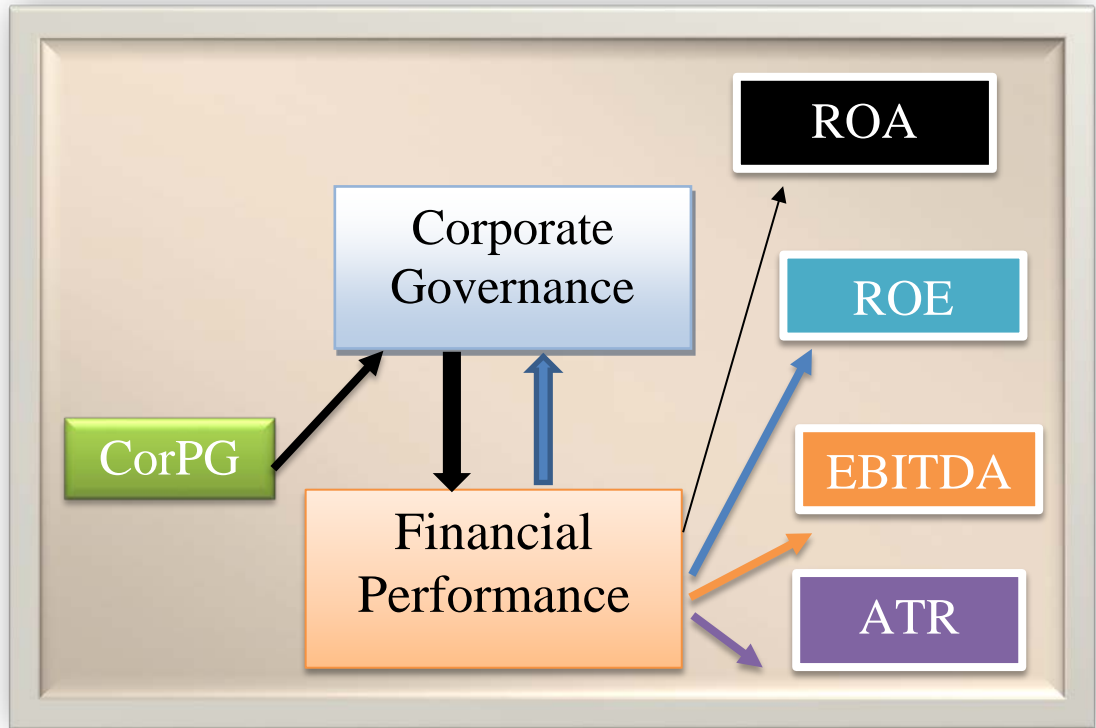 ROA
Corporate
Governance
ROE
CorPG
EBITDA
Financial
Performance
ATR